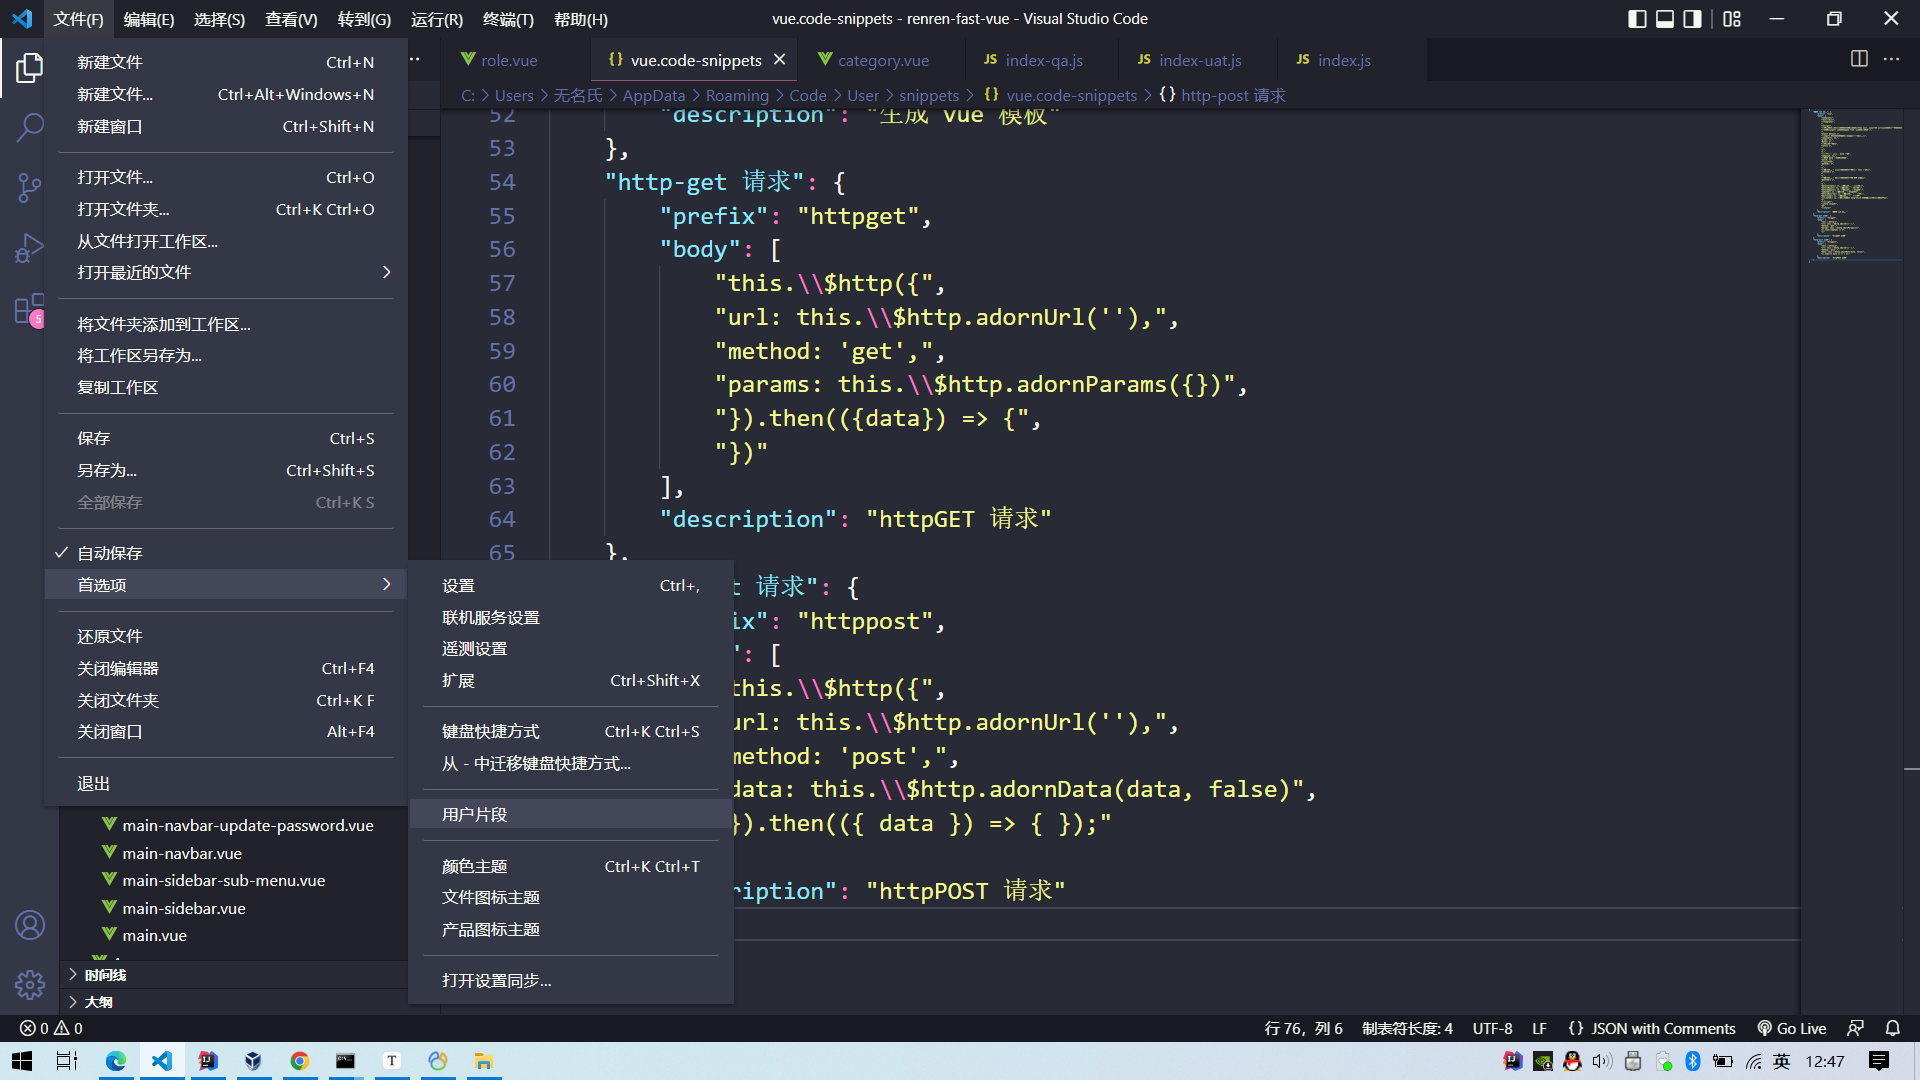 文件(F) 编辑(E) 选择(S) 查看(V) 转到(G) 运行(R) 终端(T) 帮助(H)
vue.code-snippets - renren-fast-vue - Visual Studio Code
新建文件 Ctrl+N
新建文件... Ctrl+Alt+Windows+N
新建窗口 Ctrl+Shift+N
打开文件... Ctrl+O
打开文件夹... Ctrl+K Ctrl+O
从文件打开工作区...
打开最近的文件
将文件夹添加到工作区...
将工作区另存为...
复制工作区
保存 Ctrl+S
另存为... Ctrl+Shift+S
全部保存 Ctrl+K S
自动保存
首选项
还原文件
关闭编辑器 Ctrl+F4
关闭文件夹 Ctrl+K F
关闭窗口 Alt+F4
退出
5
main-navbar-update-password.vue
main-navbar.vue
main-sidebar-sub-menu.vue
main-sidebar.vue
main.vue
时间线
大纲
设置 Ctrl+,
联机服务设置
遥测设置
扩展 Ctrl+Shift+X
键盘快捷方式 Ctrl+K Ctrl+S
从 - 中迁移键盘快捷方式...
用户片段
颜色主题 Ctrl+K Ctrl+T
文件图标主题
产品图标主题
打开设置同步...
role.vue {} vue.code-snippets category.vue JS index-qa.js JS index-uat.js JS index.js
C: > Users > 无名氏 > AppData > Roaming > Code > User > snippets > {} vue.code-snippets > {} http-post 请求
52 "description": "生成 vue 模板"
53 },
54 "http-get 请求": {
55 "prefix": "httpget",
56 "body": [
57 "this.\\$http({",
58 "url: this.\\$http.adornUrl(''),",
59 "method: 'get',",
60 "params: this.\\$http.adornParams({})",
61 "}).then(({data}) => {",
62 "})"
63 ],
64 "description": "httpGET 请求"
65 },
t 请求": {
ix": "httppost",
": [
this.\\$http({",
url: this.\\$http.adornUrl(''),",
method: 'post',",
data: this.\\$http.adornData(data, false)",
}).then(({ data }) => { });"
ription": "httpPOST 请求"
0 0
行 76，列 6 制表符长度: 4 UTF-8 LF {} JSON with Comments Go Live
英 12:47